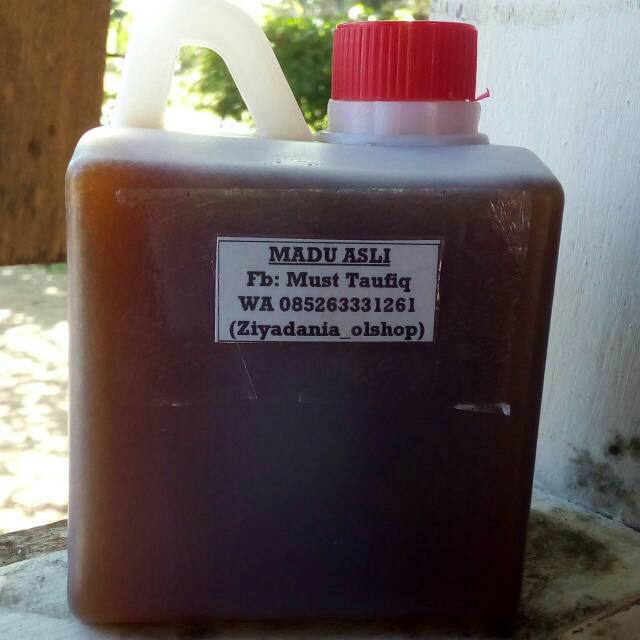 MADU ASLI
Fb: Must Taufiq
WA 085263331261
(Ziyadania_olshop)